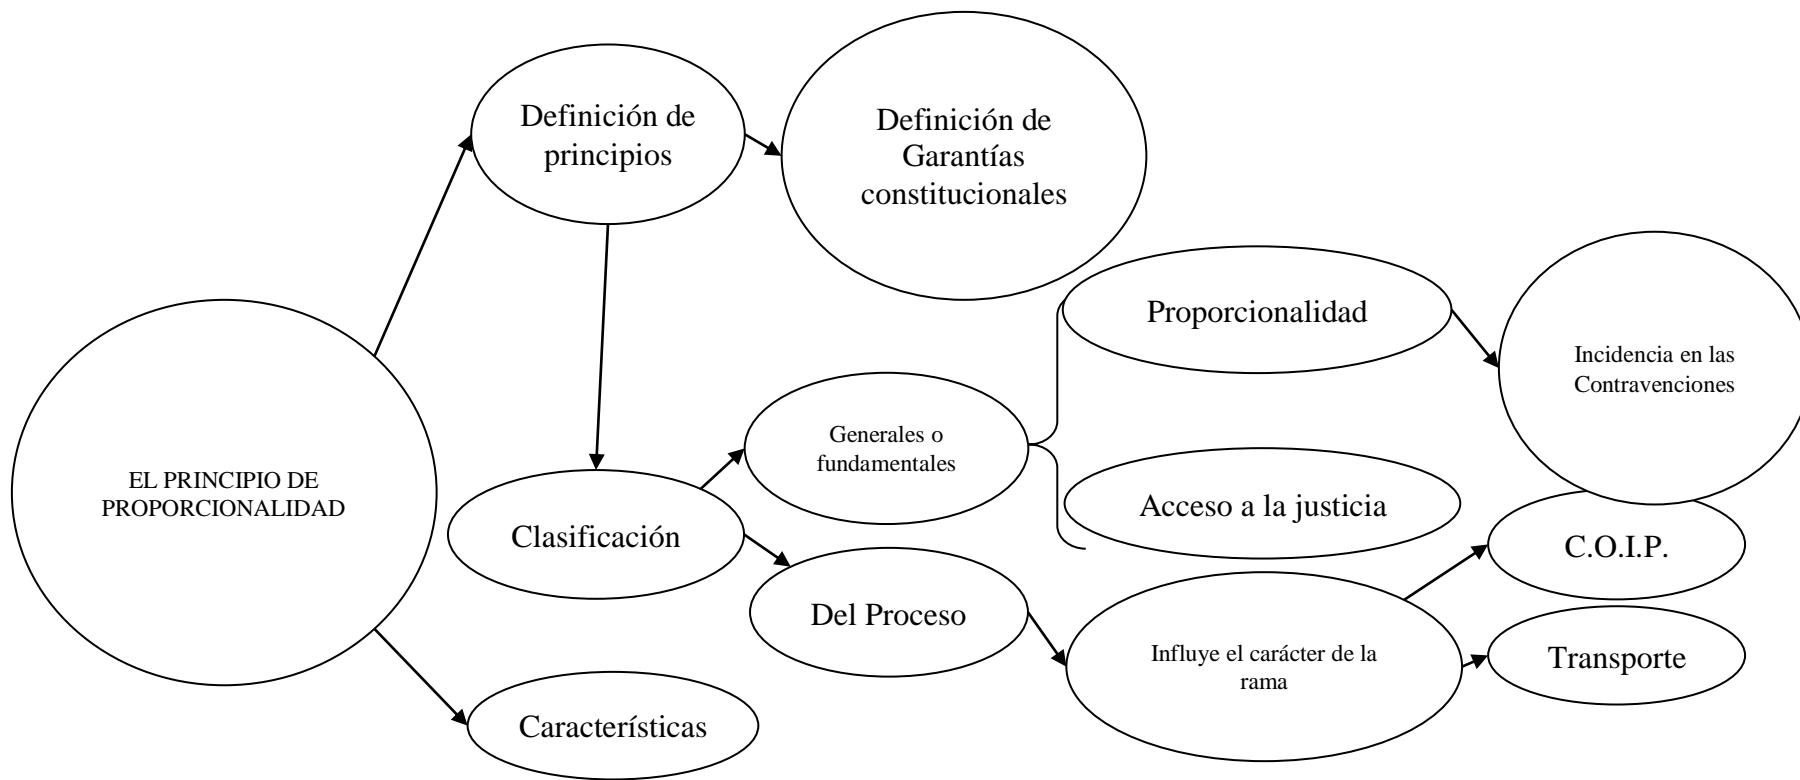 Definición de
principios
Definición de
Garantías
constitucionales
Proporcionalidad
Incidencia en las
Contravenciones
EL PRINCIPIO DE
PROPORCIONALIDAD
Generales o
fundamentales
Clasificación
Acceso a la justicia
C.O.I.P.
Del Proceso
Influye el carácter de la
rama
Transporte
Características